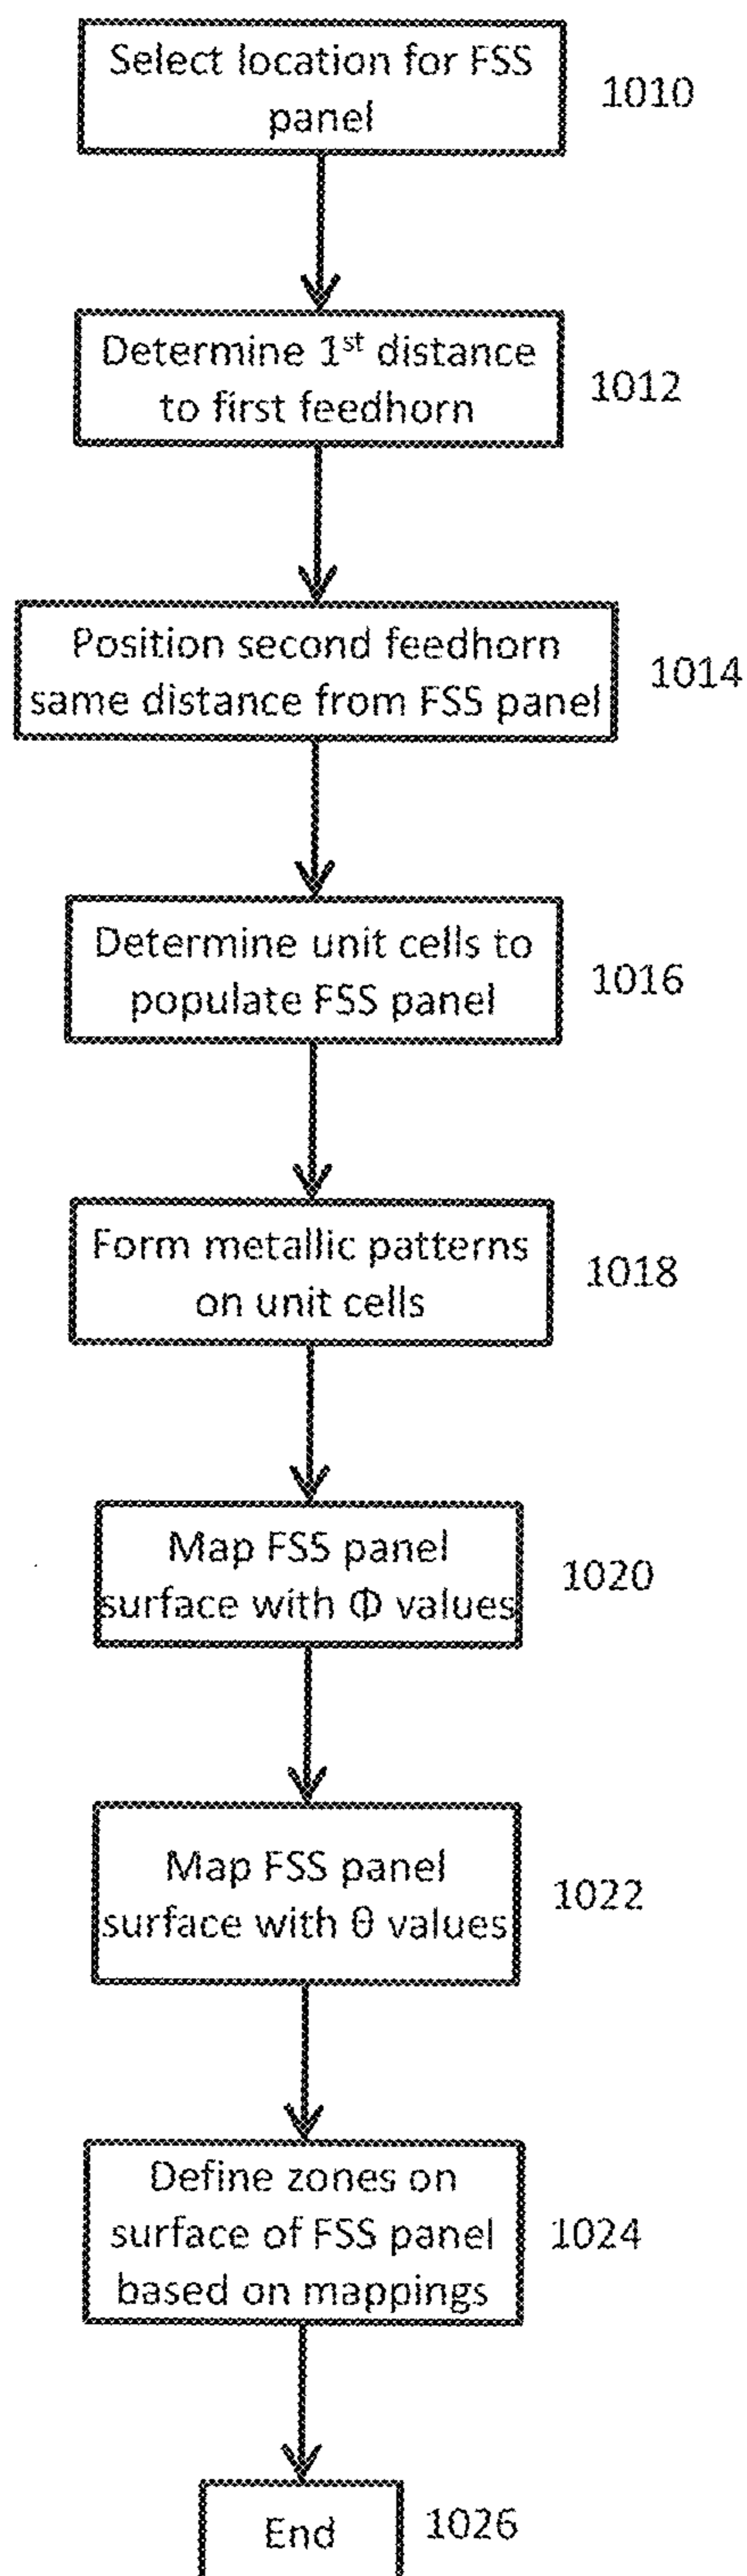 Select location for FSS
panel
1010
Determine 1st distance
to first feedhorn
1012
Position second feedhorn
same distance from FSS panel
1014
Determine unit cells to
populate FSS panel
1016
Form metallic patterns
on unit cells
1018
Map FSS panel
surface with Φ values
1020
Map FSS panel
surface with θ values
1022
Define zones on
surface of FSS panel
based on mappings
1024
End
1026